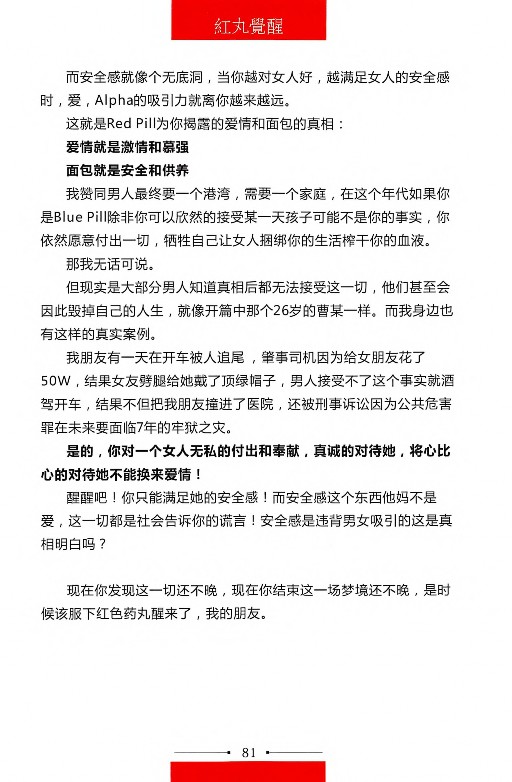 紅丸覺醒
而安全感就像个无底洞，当你越对女人好，越满足女人的安全感
时，爱，Alpha的吸引力就离你越来越远。
这就是Red Pill为你揭露的爱情和面包的真相：
爱情就是激情和慕强
面包就是安全和供养
我赞同男人最终要一个港湾，需要一个家庭，在这个年代如果你
是Blue Pill除非你可以欣然的接受某一天孩子可能不是你的事实，你
依然愿意付出一切，牺牲自己让女人捆绑你的生活榨干你的血液。
那我无话可说。
但现实是大部分男人知道真相后都无法接受这一切，他们甚至会
因此毁掉自己的人生，就像开篇中那个26岁的曹某一样。而我身边也
有这样的真实案例。
我朋友有一天在开车被人追尾，肇事司机因为给女朋友花了
50W，结果女友劈腿给她戴了顶绿帽子，男人接受不了这个事实就酒
驾开车，结果不但把我朋友撞进了医院，还被刑事诉讼因为公共危害
罪在未来要面临7年的牢狱之灾。
是的，你对一个女人无私的付出和奉献，真诚的对待她，将心比
心的对待她不能换来爱情！
醒醒吧！你只能满足她的安全感！而安全感这个东西他妈不是
爱，这一切都是社会告诉你的谎言！安全感是违背男女吸引的这是真
相明白吗？
现在你发现这一切还不晚，现在你结束这一场梦境还不晚，是时
候该服下红色药丸醒来了，我的朋友。
81